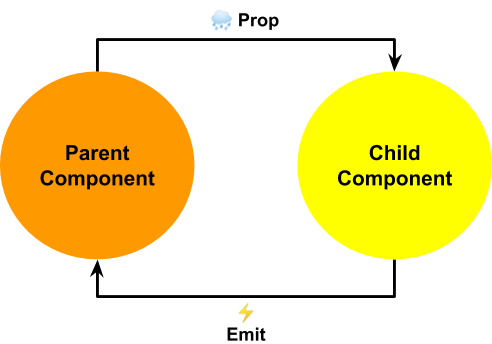 Prop
Parent
Component
Child
Component
Emit